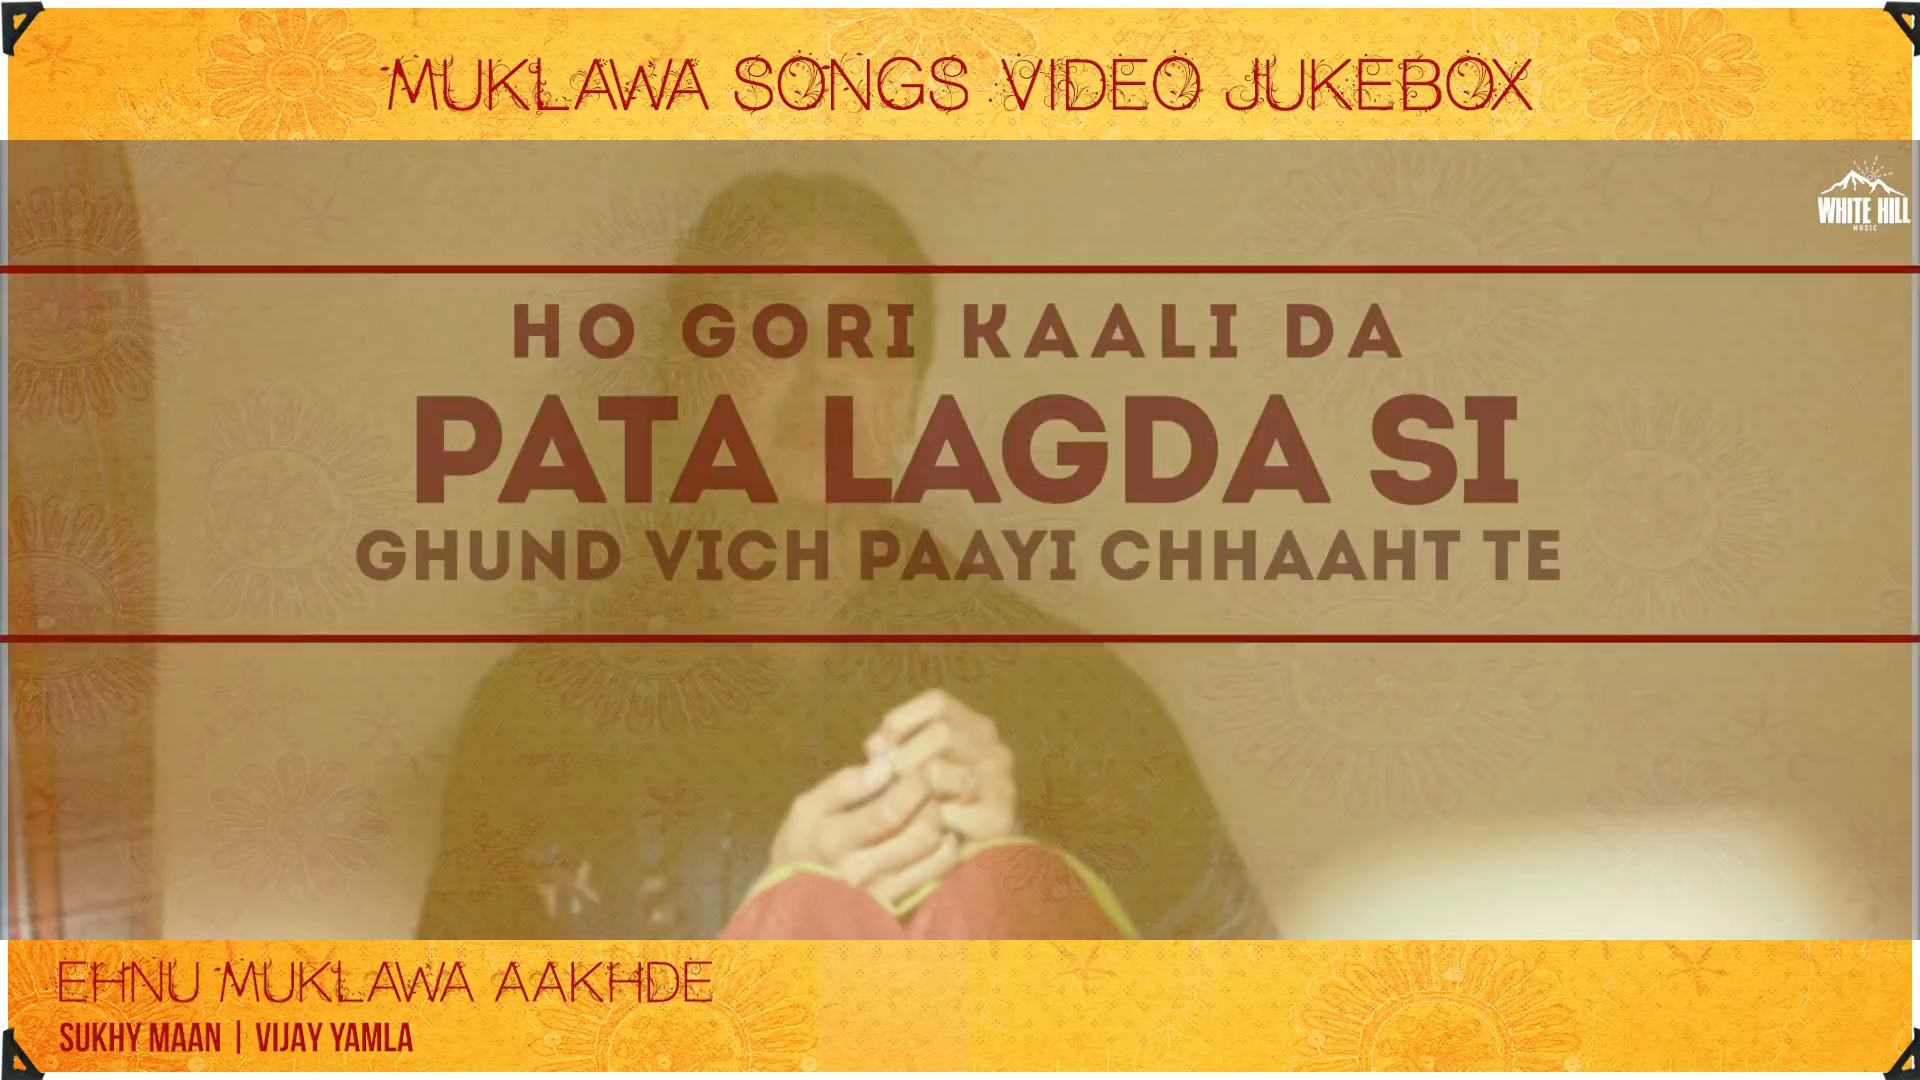 MUKLAWA SONGS VIDEO JUKEBOX
WHITE HILL
MUSIC
HO GORI KAALI DA
PATA LAGDA SI
GHUND VICH PAAYI CHHAAHT TE
EHNU MUKLAWA AAKHDE
SUKHY MAAN | VIJAY YAMLA